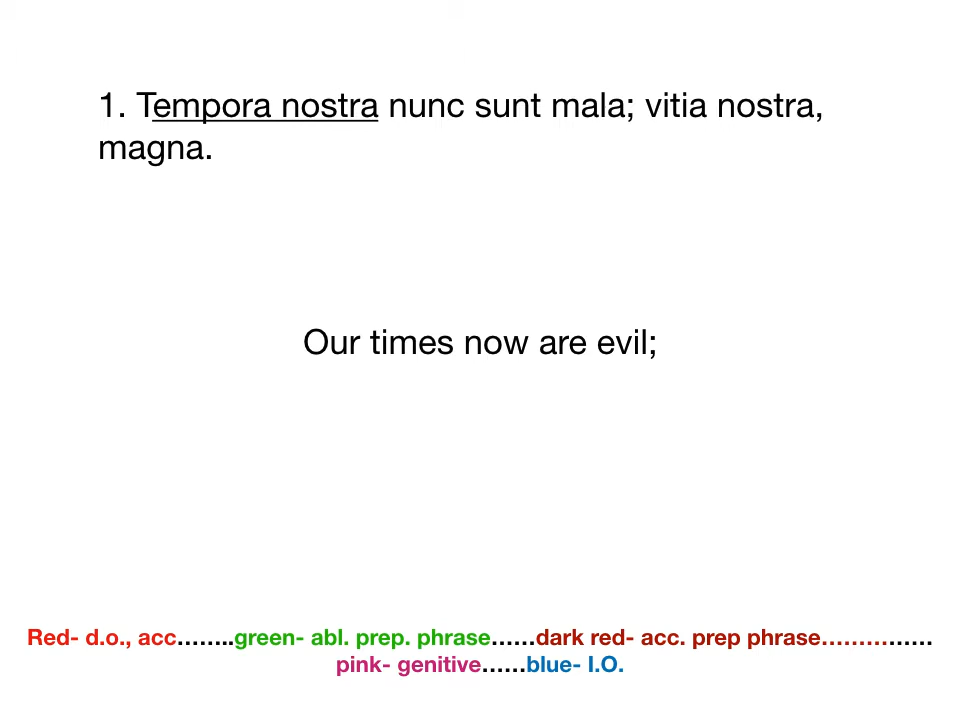 1. Tempora nostra nunc sunt mala; vitia nostra,
magna.
Our times now are evil;
Red- d.o., acc……..green- abl. prep. phrase……dark red- acc. prep phrase……………
pink- genitive……blue- I.O.